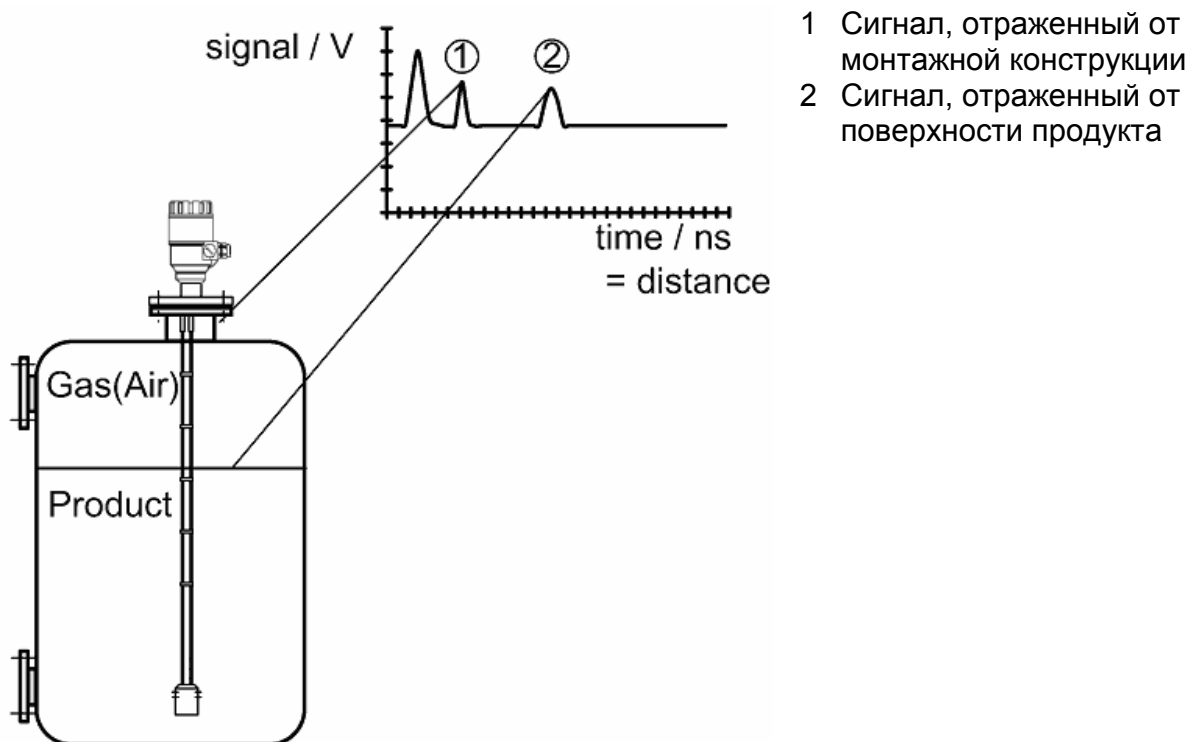 signal / V
① ②
time / ns
= distance
Gas(Air)
Product
1 Сигнал, отраженный от
монтажной конструкции
2 Сигнал, отраженный от
поверхности продукта